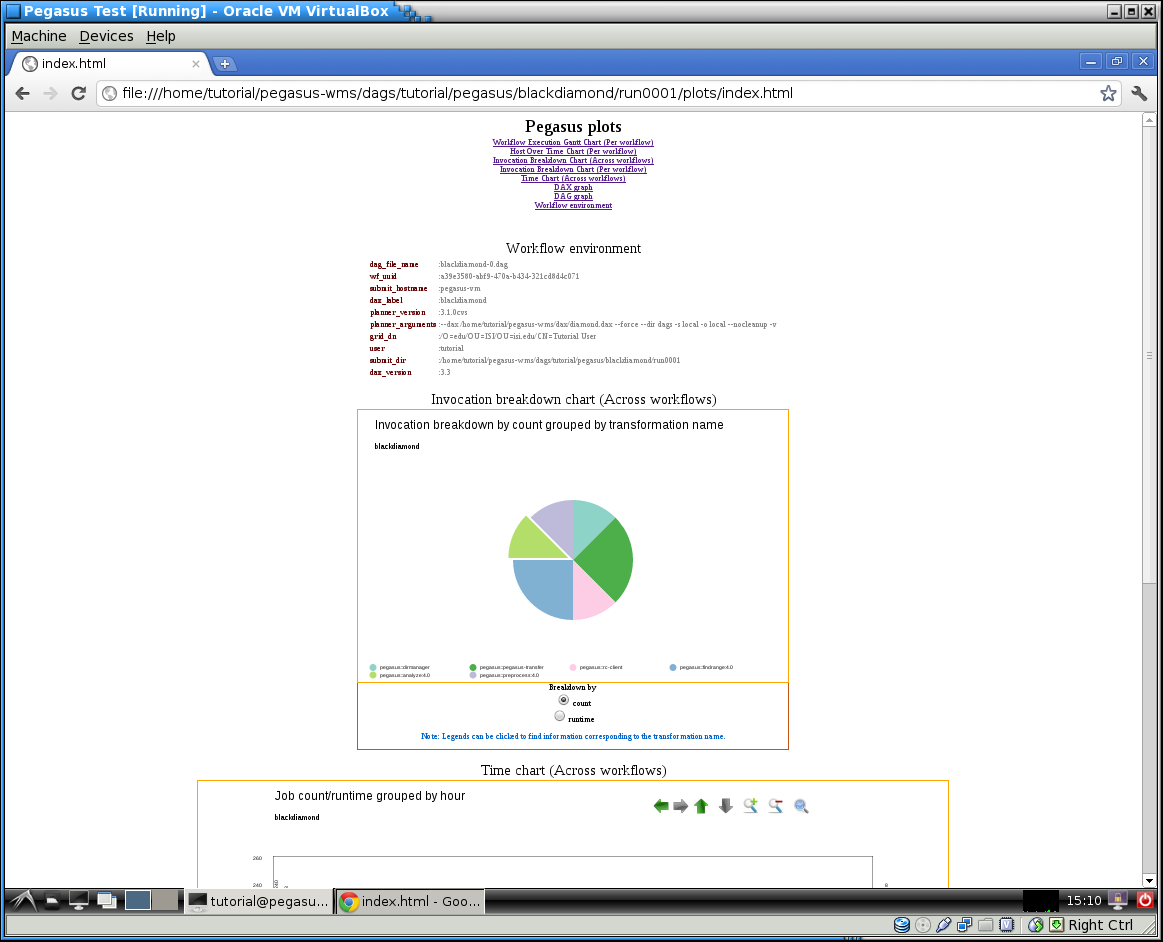 Pegasus Test [Running] - Oracle VM VirtualBox
Machine Devices Help
index.html
file:///home/tutorial/pegasus-wms/dags/tutorial/pegasus/blackdiamond/run0001/plots/index.html
Pegasus plots
Workflow Execution Gantt Chart (Per workflow)
Host Over Time Chart (Per workflow)
Invocation Breakdown Chart (Across workflows)
Invocation Breakdown Chart (Per workflow)
Time Chart (Across workflows)
DAX graph
DAG graph
Workflow environment
Workflow environment
dag_file_name :blackdiamond-0.dag
wf_uuid :a39e3580-abf9-470a-b434-321cd8d4c071
submit_hostname :pegasus-vm
dax_label :blackdiamond
planner_version :3.1.0cvs
planner_arguments :--dax /home/tutorial/pegasus-wms/dax/diamond.dax --force --dir dags -s local -o local --nocleanup -v
grid_dn :/O=edu/OU=ISI/OU=isi.edu/CN=Tutorial User
user :tutorial
submit_dir :/home/tutorial/pegasus-wms/dags/tutorial/pegasus/blackdiamond/run0001
dax_version :3.3
Invocation breakdown chart (Across workflows)
Invocation breakdown by count grouped by transformation name
blackdiamond
pegasus::dirmanager pegasus::pegasus-transfer pegasus::rc-client pegasus::findrange:4.0
pegasus::analyze:4.0 pegasus::preprocess:4.0
Breakdown by
count
runtime
Note: Legends can be clicked to find information corresponding to the transformation name.
Time chart (Across workflows)
Job count/runtime grouped by hour
blackdiamond
260
240
8
tutorial@pegasu...
index.html - Goo...
15:10
Right Ctrl